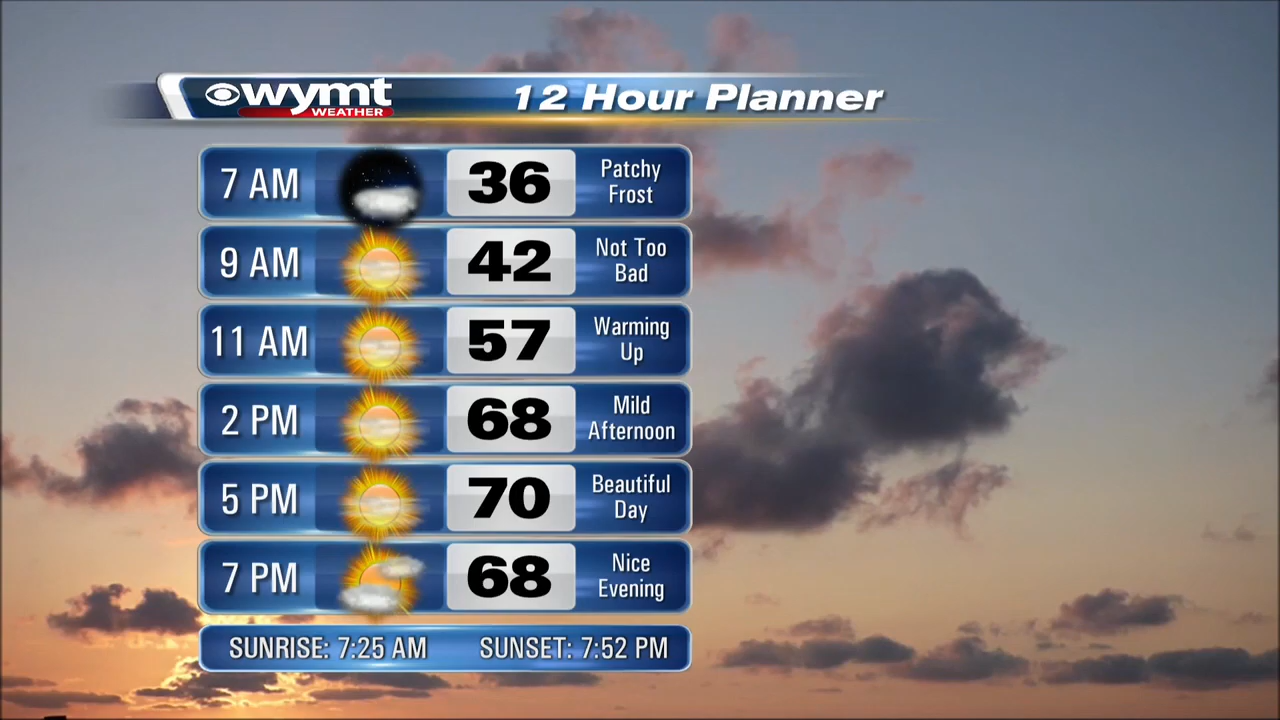 wymt
WEATHER
12 Hour Planner
7 AM 36 Patchy
Frost
9 AM 42 Not Too
Bad
11 AM 57 Warming
Up
2 PM 68 Mild
Afternoon
5 PM 70 Beautiful
Day
7 PM 68 Nice
Evening
SUNRISE: 7:25 AM SUNSET: 7:52 PM